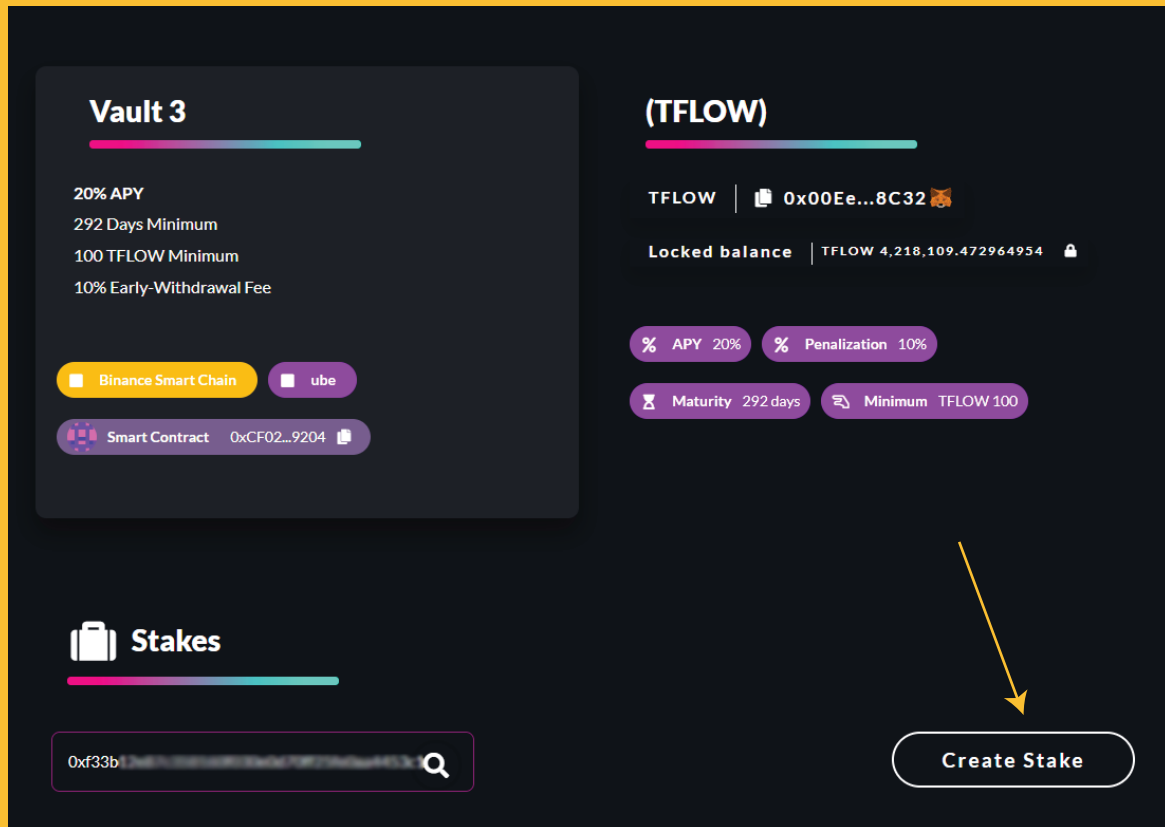 Vault 3
20% APY
292 Days Minimum
100 TFLOW Minimum
10% Early-Withdrawal Fee
Binance Smart Chain
ube
Smart Contract 0xCF02...9204
(TFLOW)
TFLOW 0x00Ee...8C32
Locked balance TFLOW 4,218,109.472964954
APY 20%
Penalization 10%
Maturity 292 days
Minimum TFLOW 100
Stakes
0xf33b
Create Stake